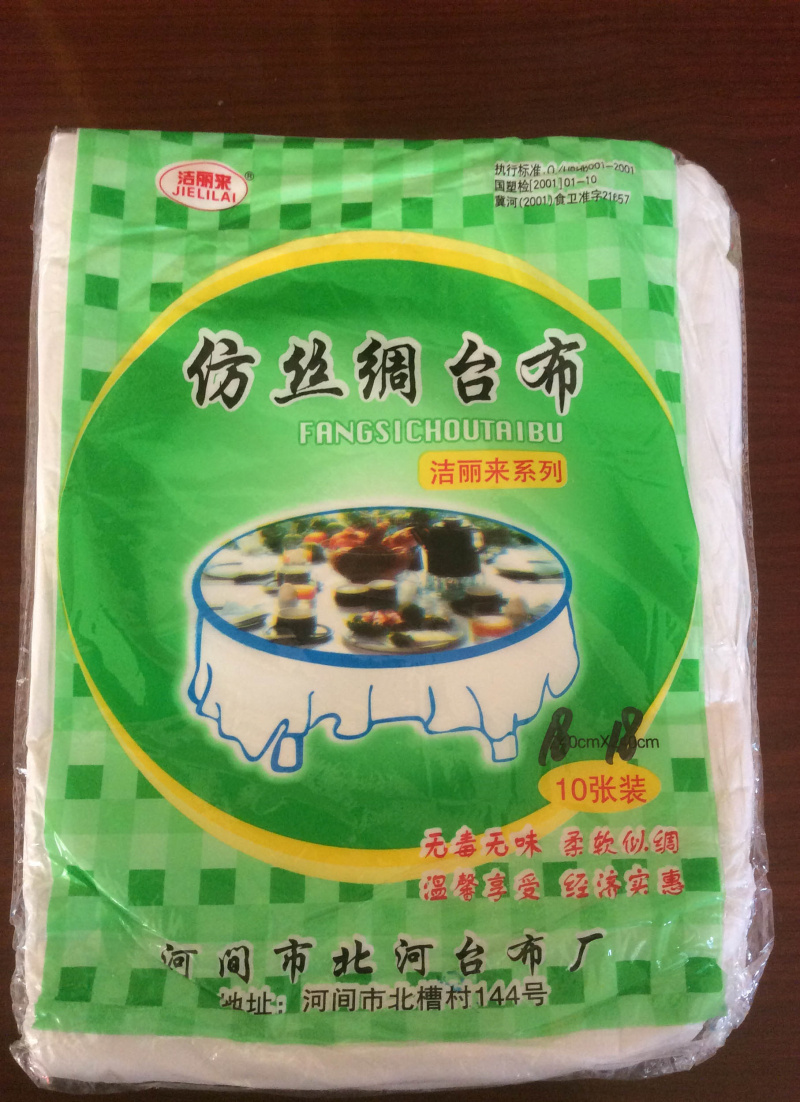 洁丽来®
JIELILAI
执行标准
国塑检[2001]01-10
冀河(2001)食卫准字21657
仿丝绸台布
FANGSICHOUTAIBU
洁丽来系列
180cmX180cm
10张装
无毒无味 柔软似绸
温馨享受 经济实惠
河间市北河台布厂
地址：河间市北槽村144号